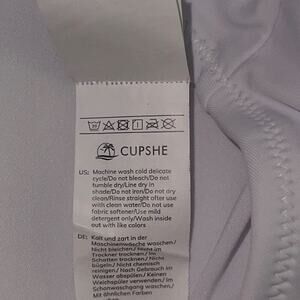 CUPSHE
US: Machine wash cold delicate
cycle/Do not bleach/Do not
tumble dry/Line dry in
shade/Do not iron/Do not dry
clean/Rinse straight after use
with clean water/Do not use
fabric softener/Use mild
detergent only/Wash inside
out with like colors
DE: Kalt und zart in der
Maschinenwäsche waschen/
Nicht bleichen/Nicht im
Trockner trocknen/Im
Schatten trocknen/Nicht
bügeln/Nicht chemisch
reinigen/Nach Gebrauch im
Wasser abspülen/Keinen
Weichspüler
Im Saubergang waschen/
Mit ähnlichen Farben